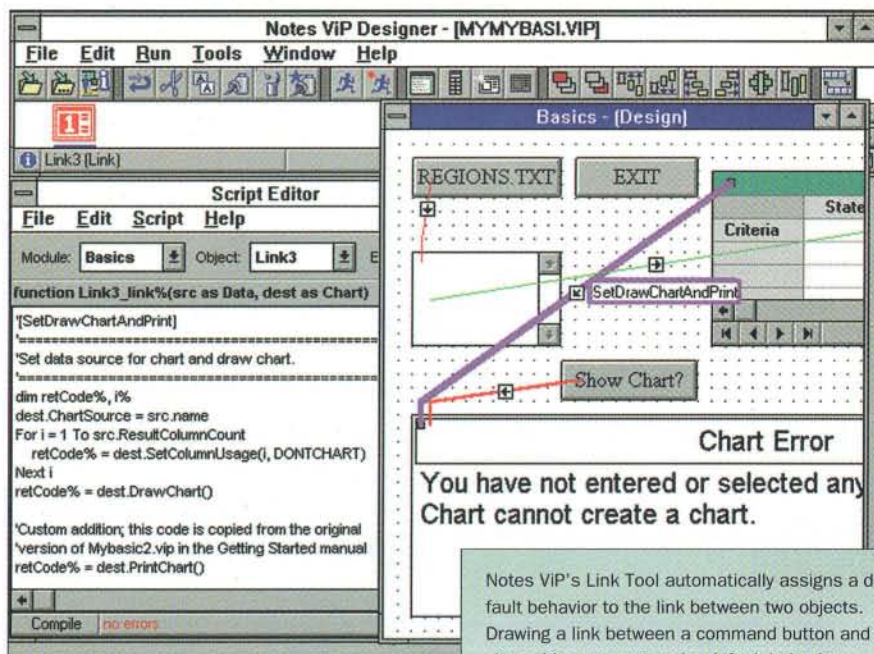 Notes ViP Designer - [MYMYBASI.VIP]
File Edit Run Tools Window Help
1
Link3 (Link)
Script Editor
File Edit Script Help
Module: Basics Object: Link3 E
function Link3_link%(src as Data, dest as Chart)
'[SetDrawChartAndPrint]
'================================================
'Set data source for chart and draw chart.
'================================================
dim retCode%, i%
dest.ChartSource = src.name
For i = 1 To src.ResultColumnCount
retCode% = dest.SetColumnUsage(i, DONTCHART)
Next i
retCode% = dest.DrawChart()
'Custom addition; this code is copied from the original
'version of Mybasic2.vip in the Getting Started manual
retCode% = dest.PrintChart()
Compile no errors
Basics - (Design)
REGIONS.TXT EXIT
State
Criteria
SetDrawChartAndPrint
Show Chart?
Chart Error
You have not entered or selected any
Chart cannot create a chart.
Notes ViP's Link Tool automatically assigns a d
fault behavior to the link between two objects.
Drawing a link between a command button and